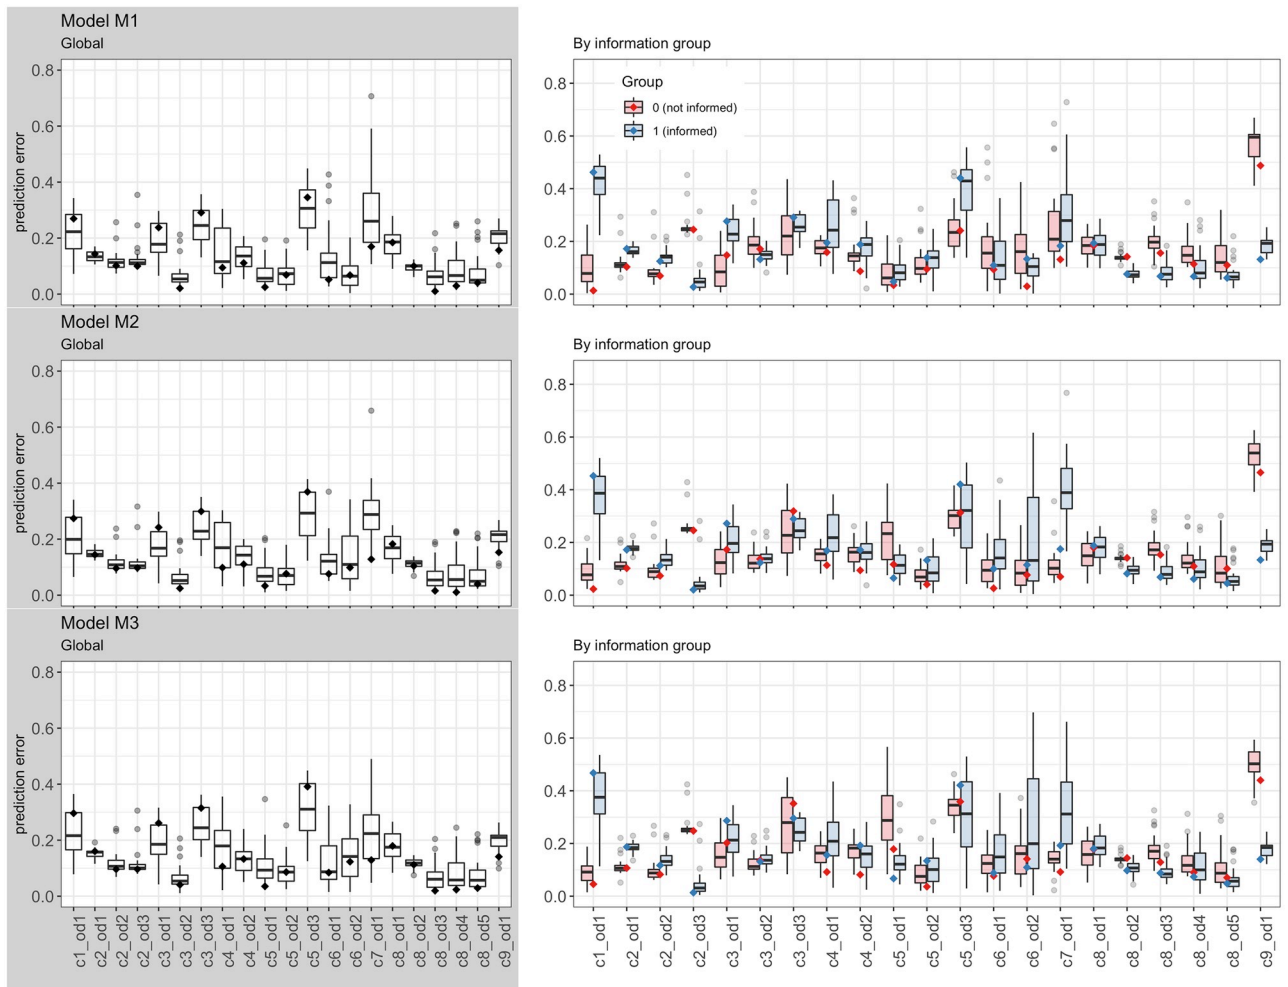 Model M1
Global
By information group
prediction error
0.8
0.6
0.4
0.2
0.0
0.8
0.6
0.4
0.2
0.0
Group
0 (not informed)
1 (informed)
Model M2
Global
By information group
prediction error
0.8
0.6
0.4
0.2
0.0
0.8
0.6
0.4
0.2
0.0
Model M3
Global
By information group
prediction error
0.8
0.6
0.4
0.2
0.0
0.8
0.6
0.4
0.2
0.0
c1_od1
c2_od1
c2_od2
c2_od3
c3_od1
c3_od2
c3_od3
c4_od1
c4_od2
c5_od1
c5_od2
c5_od3
c6_od1
c6_od2
c7_od1
c8_od1
c8_od2
c8_od3
c8_od4
c8_od5
c9_od1
c1_od1
c2_od1
c2_od2
c2_od3
c3_od1
c3_od2
c3_od3
c4_od1
c4_od2
c5_od1
c5_od2
c5_od3
c6_od1
c6_od2
c7_od1
c8_od1
c8_od2
c8_od3
c8_od4
c8_od5
c9_od1